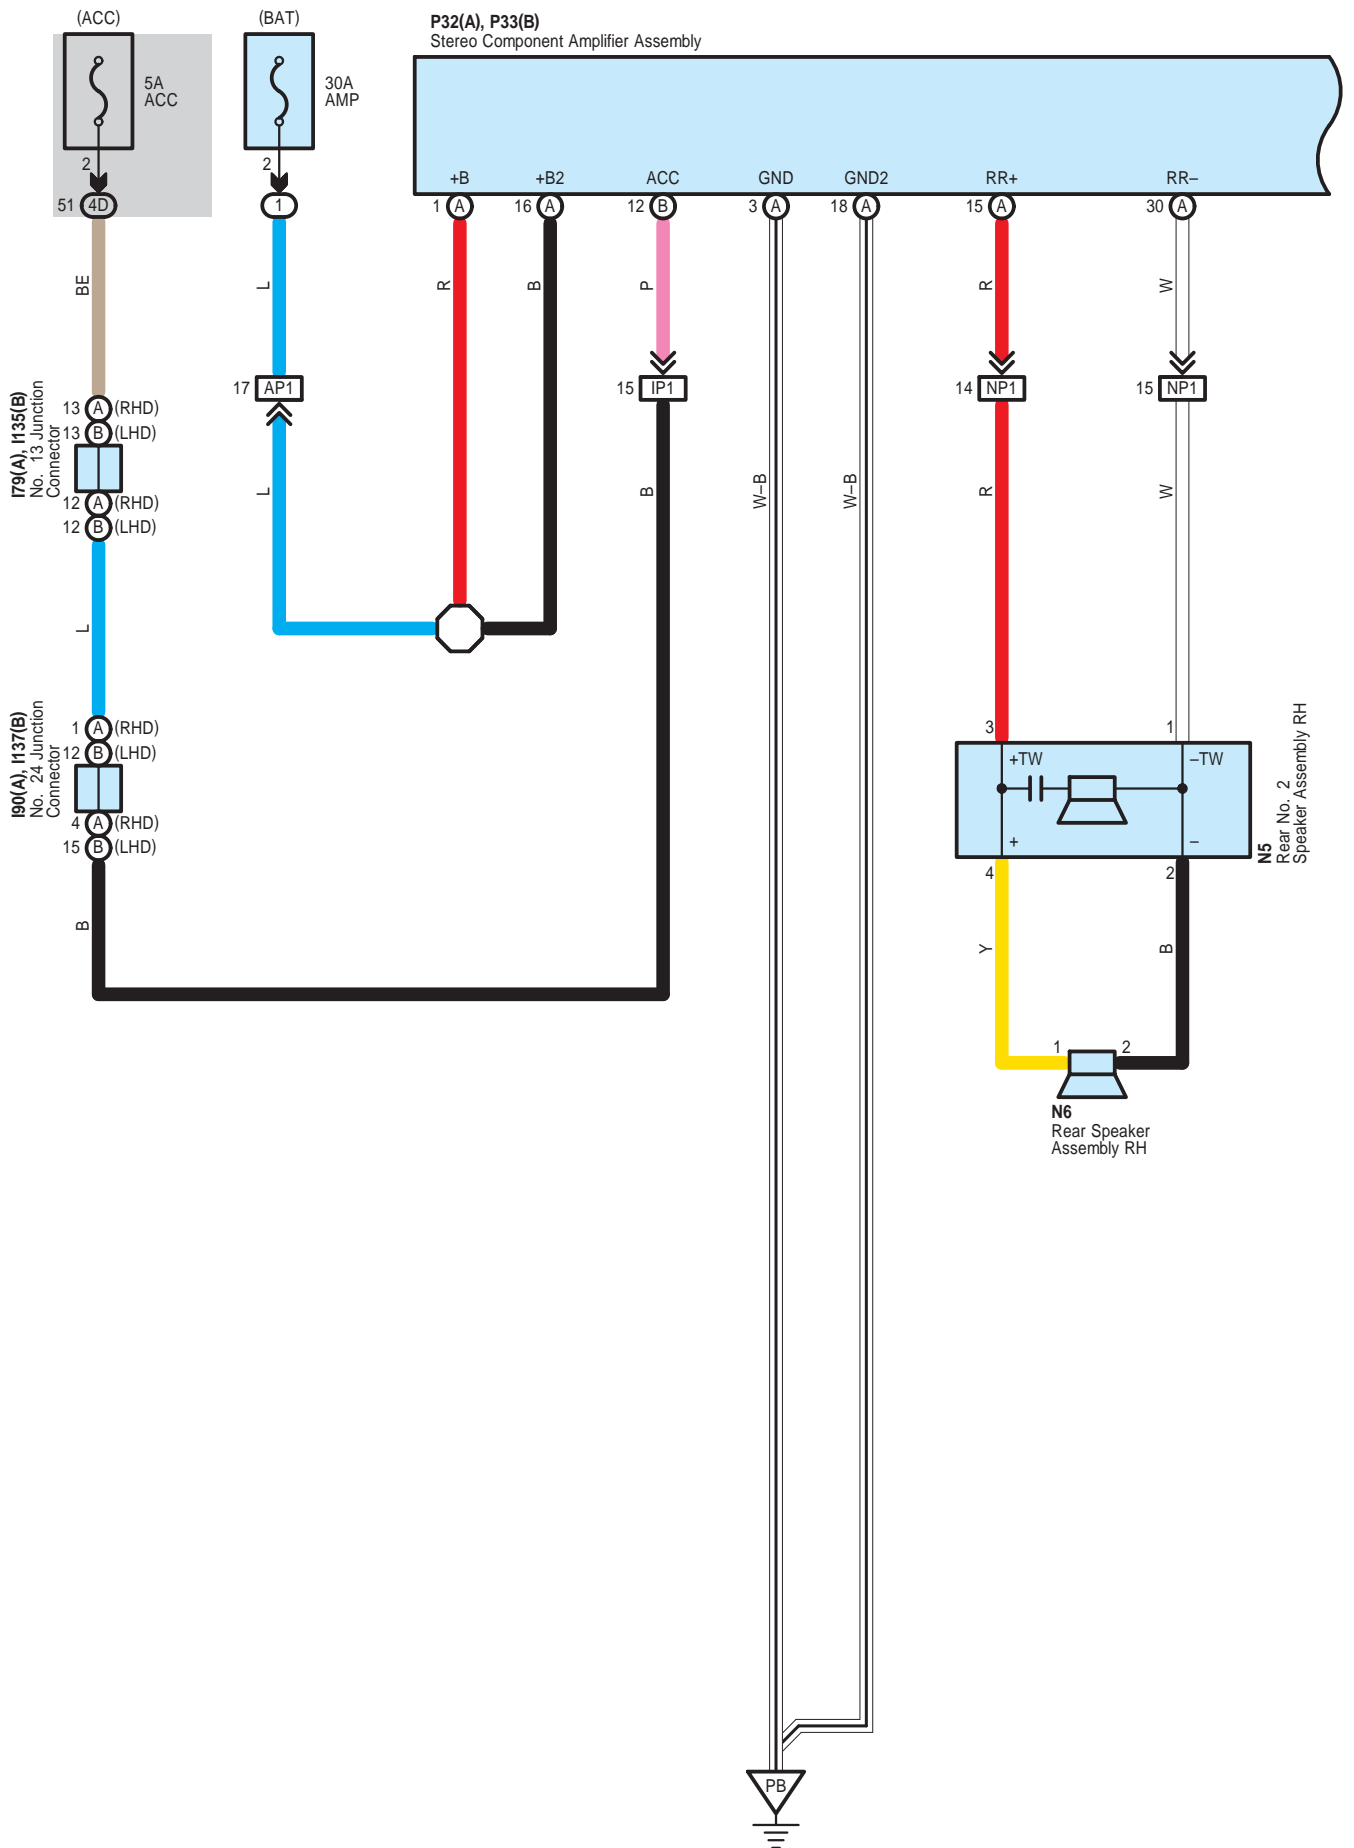 (ACC)
(BAT)
P32(A), P33(B)
Stereo Component Amplifier Assembly
5A
ACC
30A
AMP
2
2
+B
+B2
ACC
GND
GND2
RR+
RR–
51 4D
1
1 A
16 A
12 B
3 A
18 A
15 A
30 A
BE
L
R
B
P
R
W
17 AP1
15 IP1
14 NP1
15 NP1
I79(A), I135(B)
No. 13 Junction
Connector
13 A (RHD)
13 B (LHD)
12 A (RHD)
12 B (LHD)
L
B
W–B
W–B
R
W
L
I90(A), I137(B)
No. 24 Junction
Connector
1 A (RHD)
12 B (LHD)
4 A (RHD)
15 B (LHD)
3
1
+TW
–TW
+
–
N5
Rear No. 2
Speaker Assembly RH
4
2
B
Y
B
1
2
N6
Rear Speaker
Assembly RH
PB